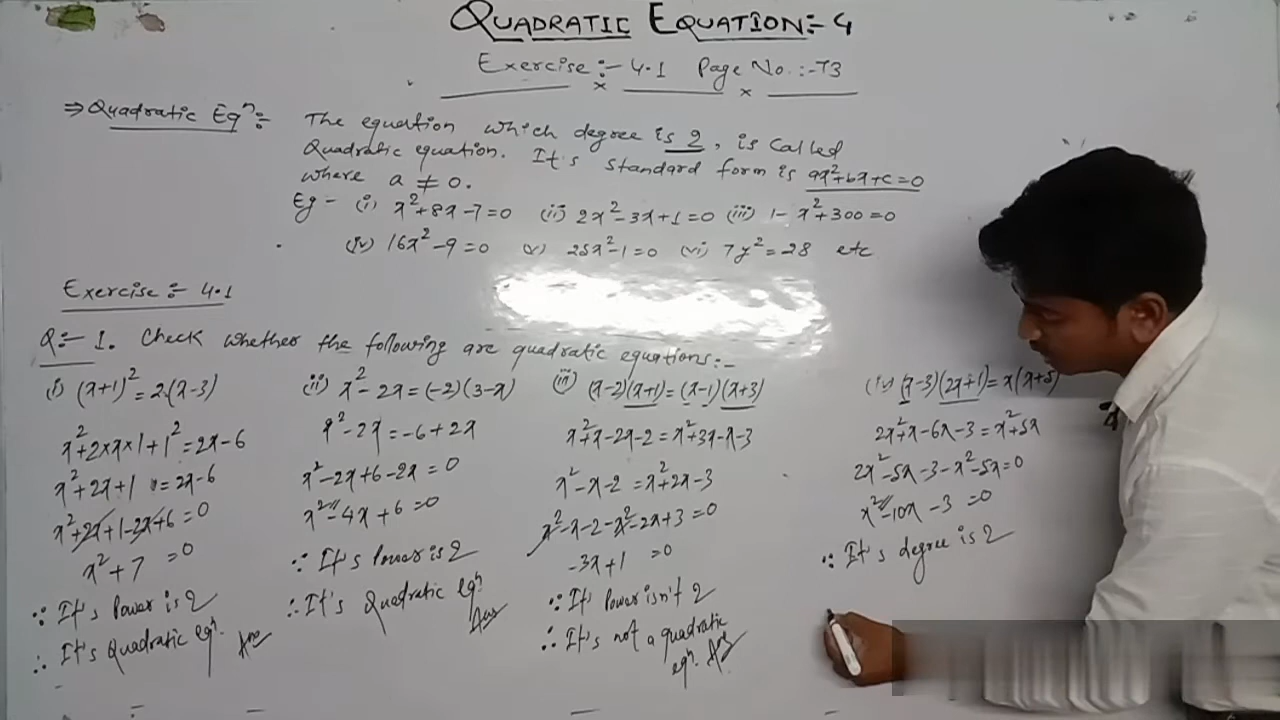 QUADRATIC EQUATION:- 4
Exercise :- 4.1 Page No. :- 73
⇒ Quadratic Eqⁿ :- The equation which degree is 2, is called
Quadratic equation. It's standard form is ax²+bx+c=0
where a ≠ 0.
Eg - (i) x²+8x-7=0 (ii) 2x²-3x+1=0 (iii) 1-x²+300=0
(iv) 16x²-9=0 (v) 25x²-1=0 (vi) 7y²=28 etc
Exercise :- 4.1
Q:- 1. Check whether the following are quadratic equations:-
(i) (x+1)² = 2(x-3)
x²+2×x×1+1²=2x-6
x²+2x+1 = 2x-6
x²+2x+1-2x+6=0
x²+7 =0
∵ It's Power is 2
∴ It's Quadratic eqⁿ. Ans
(ii) x²-2x=(-2)(3-x)
x²-2x=-6+2x
x²-2x+6-2x=0
x²-4x+6=0
∵ It's Power is 2
∴ It's Quadratic Eqⁿ.
Ans
(iii) (x-2)(x+1)=(x-1)(x+3)
x²+x-2x-2=x²+3x-x-3
x²-x-2=x²+2x-3
x²-x-2-x²-2x+3=0
-3x+1 =0
∵ It's Power isn't 2
∴ It's not a quadratic
eqⁿ. Ans
(iv) (x-3)(2x+1)=x(x+5)
2x²+x-6x-3=x²+5x
2x²-5x-3-x²-5x=0
x²-10x-3 =0
∵ It's degree is 2